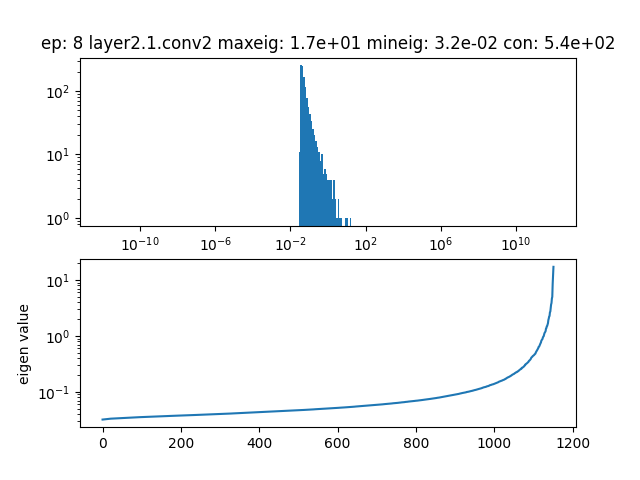 ep: 8 layer2.1.conv2 maxeig: 1.7e+01 mineig: 3.2e-02 con: 5.4e+02
10²
10¹
10⁰
10⁻¹⁰ 10⁻⁶ 10⁻² 10² 10⁶ 10¹⁰
eigen value
10¹
10⁰
10⁻¹
0 200 400 600 800 1000 1200